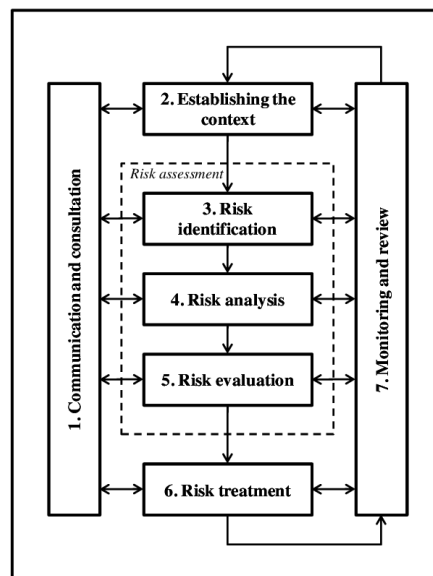 1. Communication and consultation
2. Establishing the
context
Risk assessment
3. Risk
identification
4. Risk analysis
5. Risk evaluation
6. Risk treatment
7. Monitoring and review